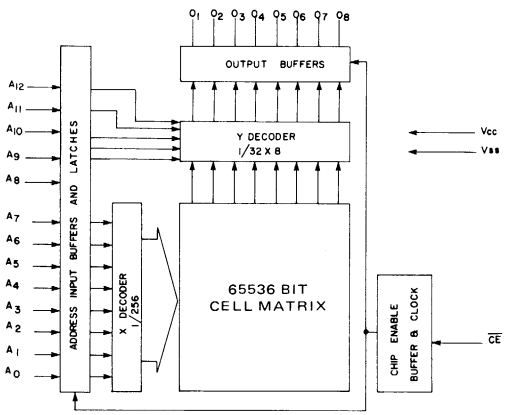 O1 O2 O3 O4 O5 O6 O7 O8
OUTPUT BUFFERS
Y DECODER
1/32 X 8
Vcc
Vss
A12
A11
A10
A9
A8
A7
A6
A5
A4
A3
A2
A1
A0
ADDRESS INPUT BUFFERS AND LATCHES
X DECODER
1/256
65536 BIT
CELL MATRIX
CHIP ENABLE
BUFFER & CLOCK
C̅E̅